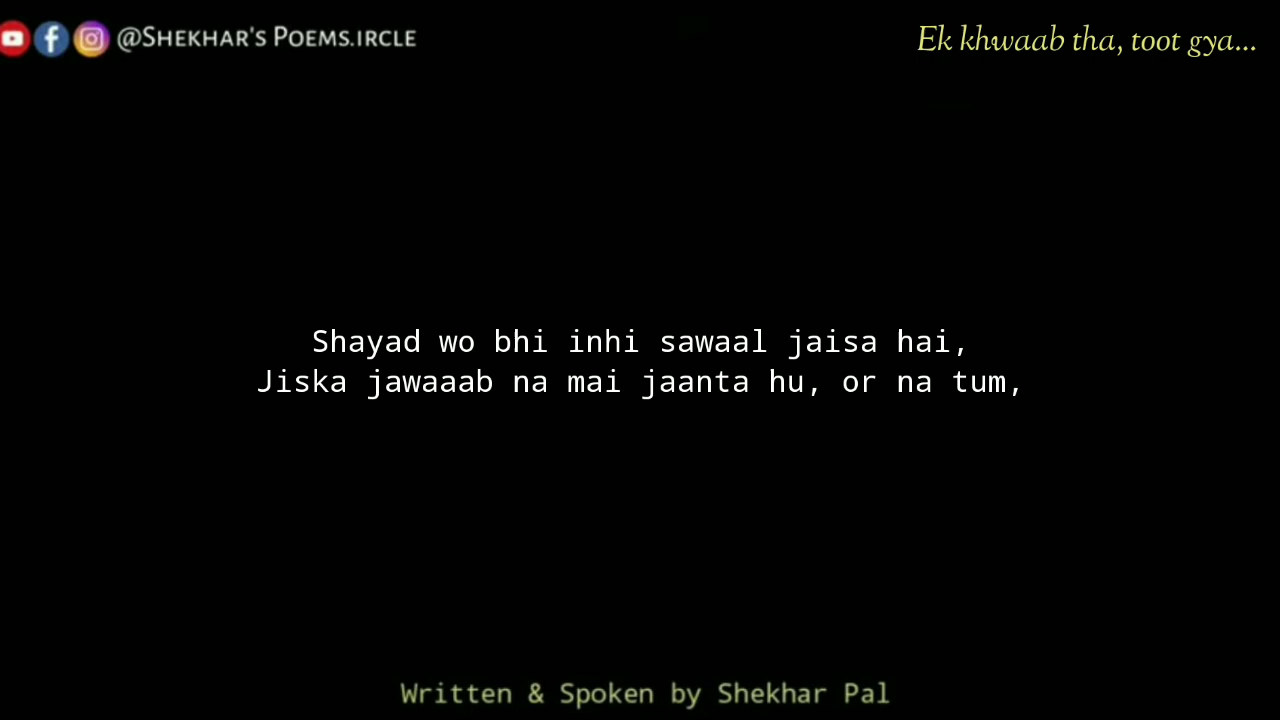 @Shekhar's Poems.ircle
Ek khwaab tha, toot gya...
Shayad wo bhi inhi sawaal jaisa hai,
Jiska jawaaab na mai jaanta hu, or na tum,
Written & Spoken by Shekhar Pal